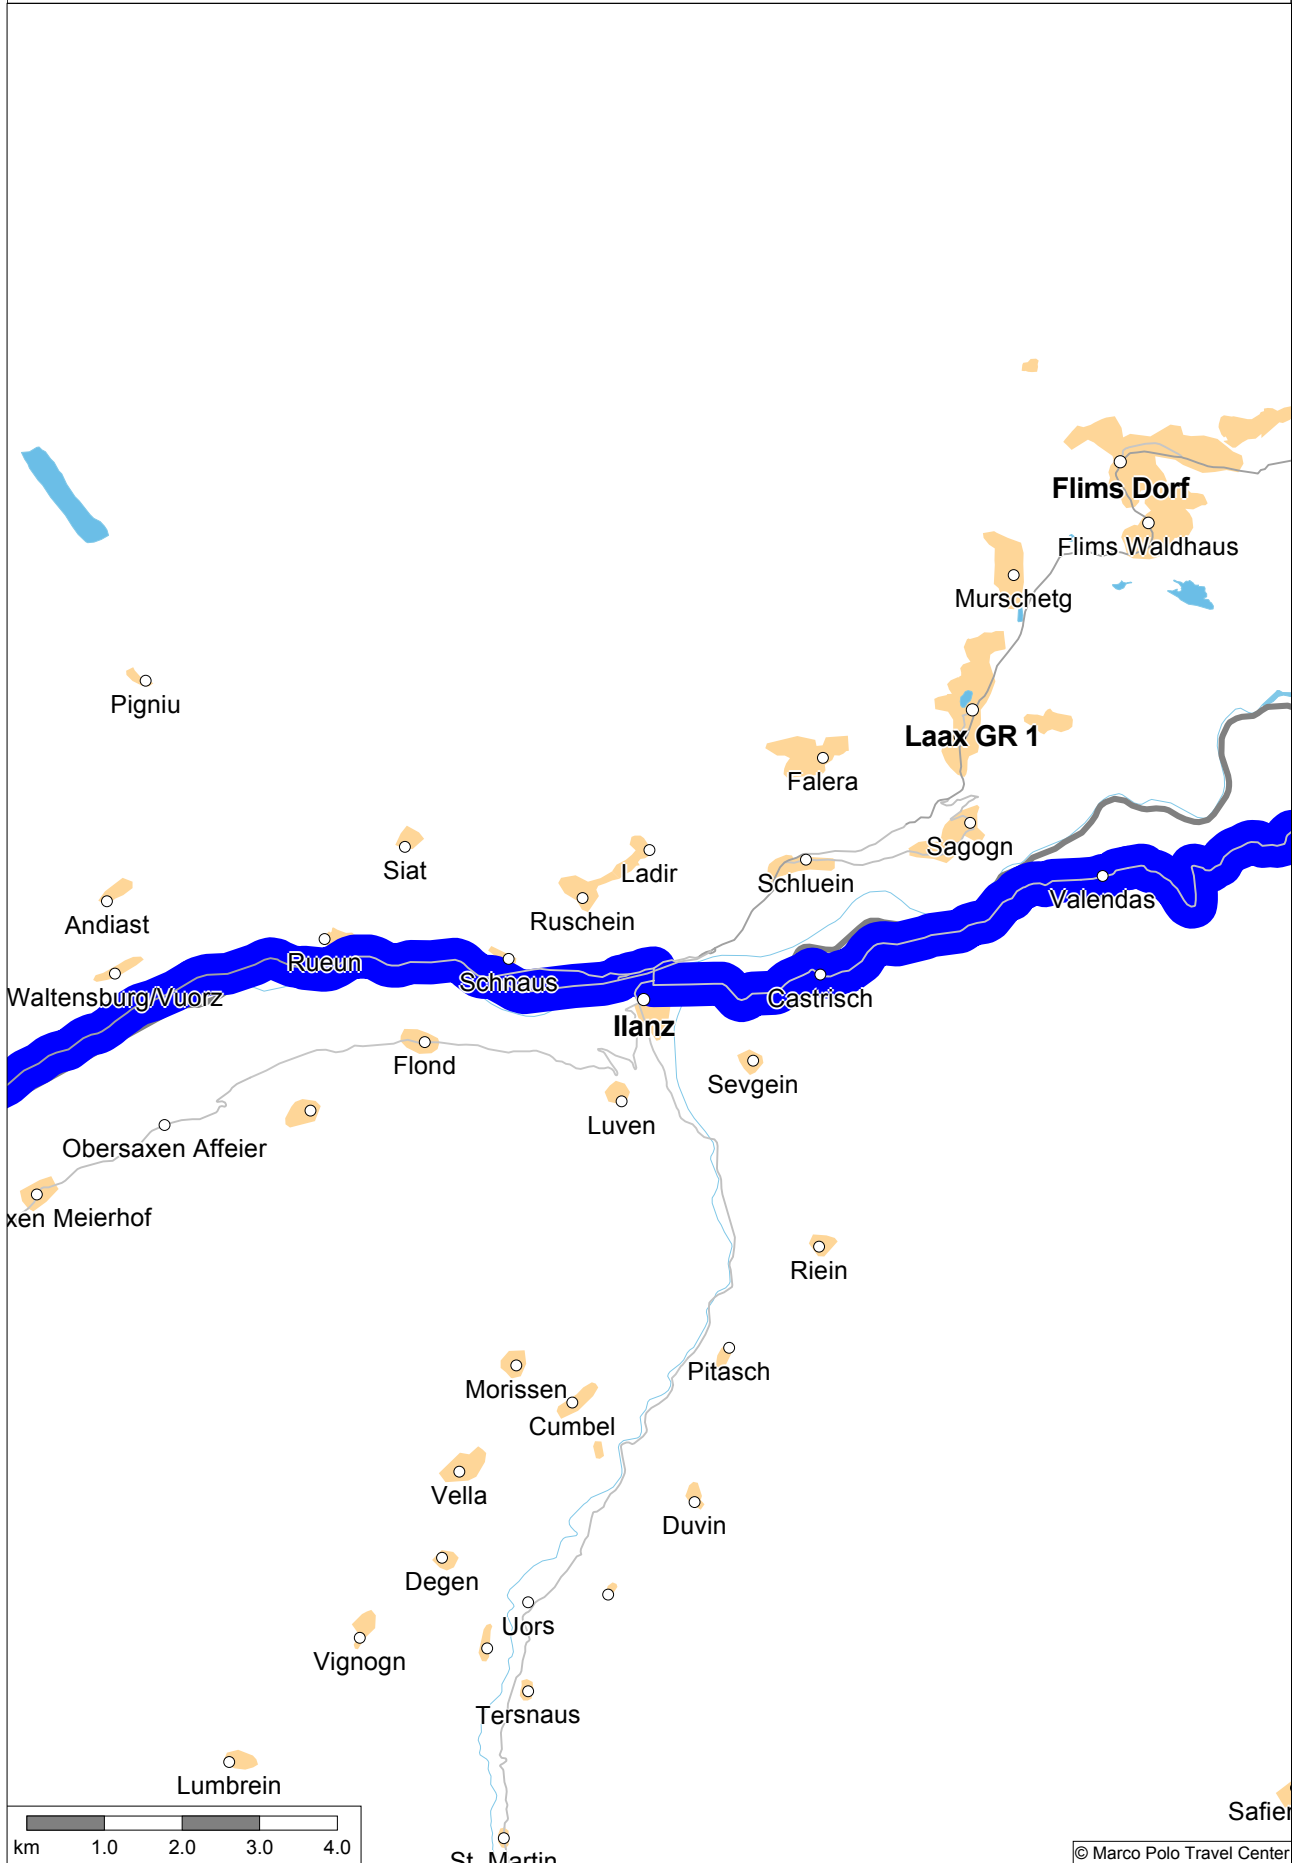 Flims Dorf
Flims Waldhaus
Murschetg
Pigniu
Laax GR 1
Falera
Sagogn
Siat
Ladir
Schluein
Valendas
Ruschein
Andiast
Rueun
Schnaus
Waltensburg/Vuorz
Castrisch
Ilanz
Flond
Sevgein
Luven
Obersaxen Affeier
xen Meierhof
Riein
Pitasch
Morissen
Cumbel
Vella
Duvin
Degen
Uors
Vignogn
Tersnaus
Lumbrein
Safier
km 1.0 2.0 3.0 4.0
St. Martin
© Marco Polo Travel Center